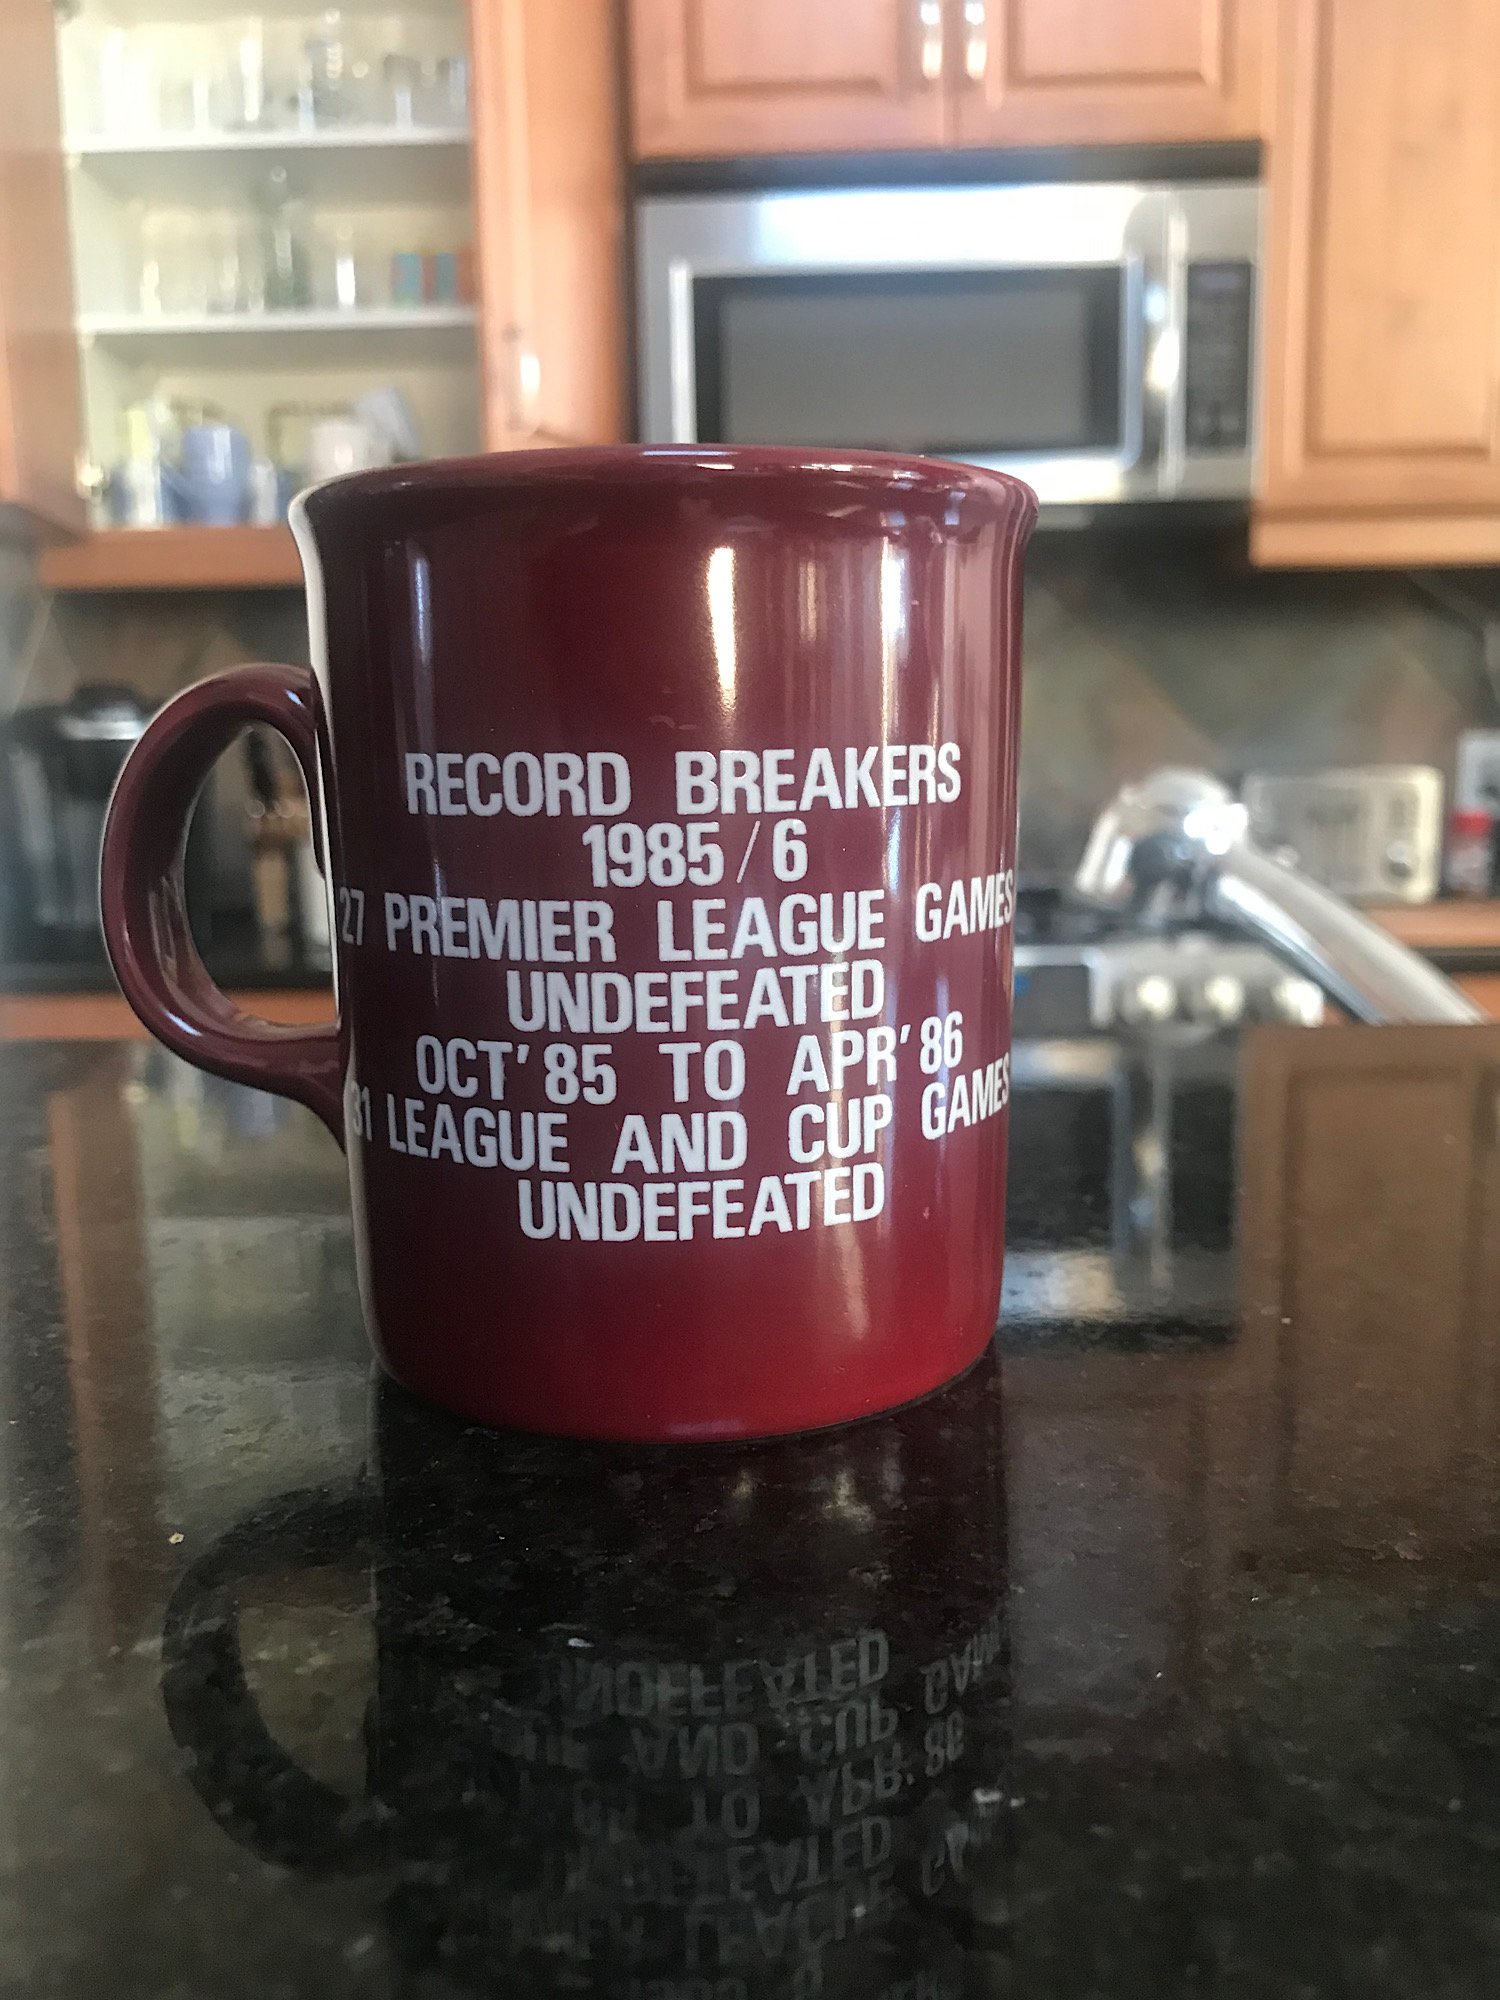 RECORD BREAKERS
1985/6
27 PREMIER LEAGUE GAMES
UNDEFEATED
OCT'85 TO APR'86
31 LEAGUE AND CUP GAMES
UNDEFEATED